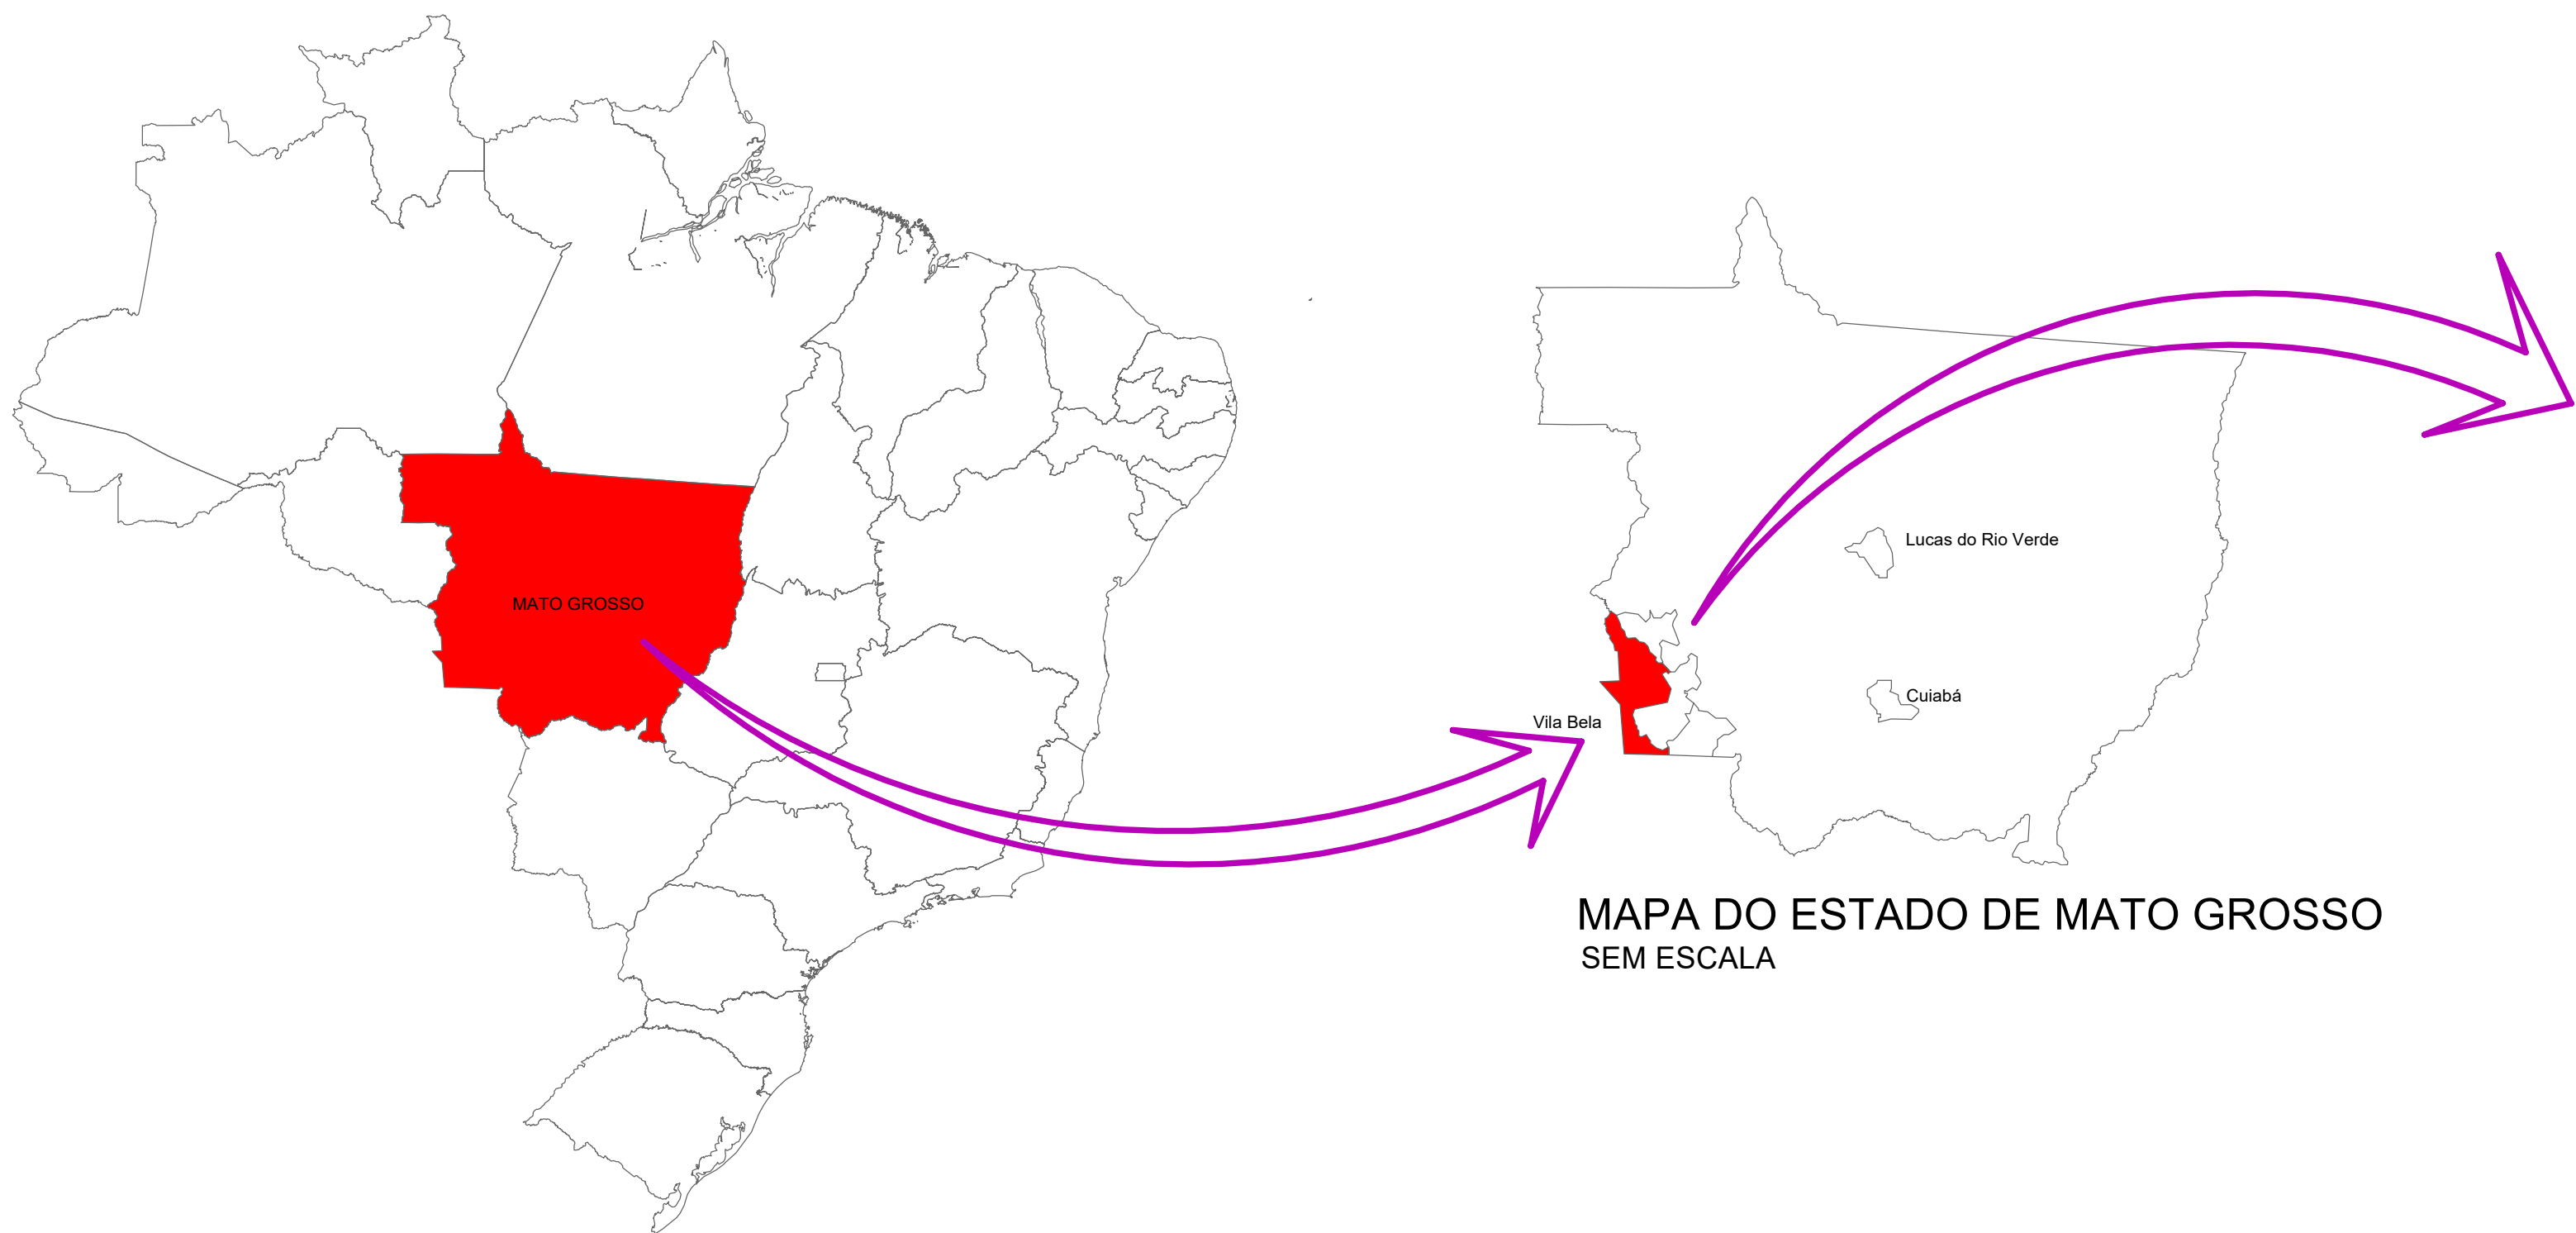 MATO GROSSO
Lucas do Rio Verde
Cuiabá
Vila Bela
MAPA DO ESTADO DE MATO GROSSO
SEM ESCALA